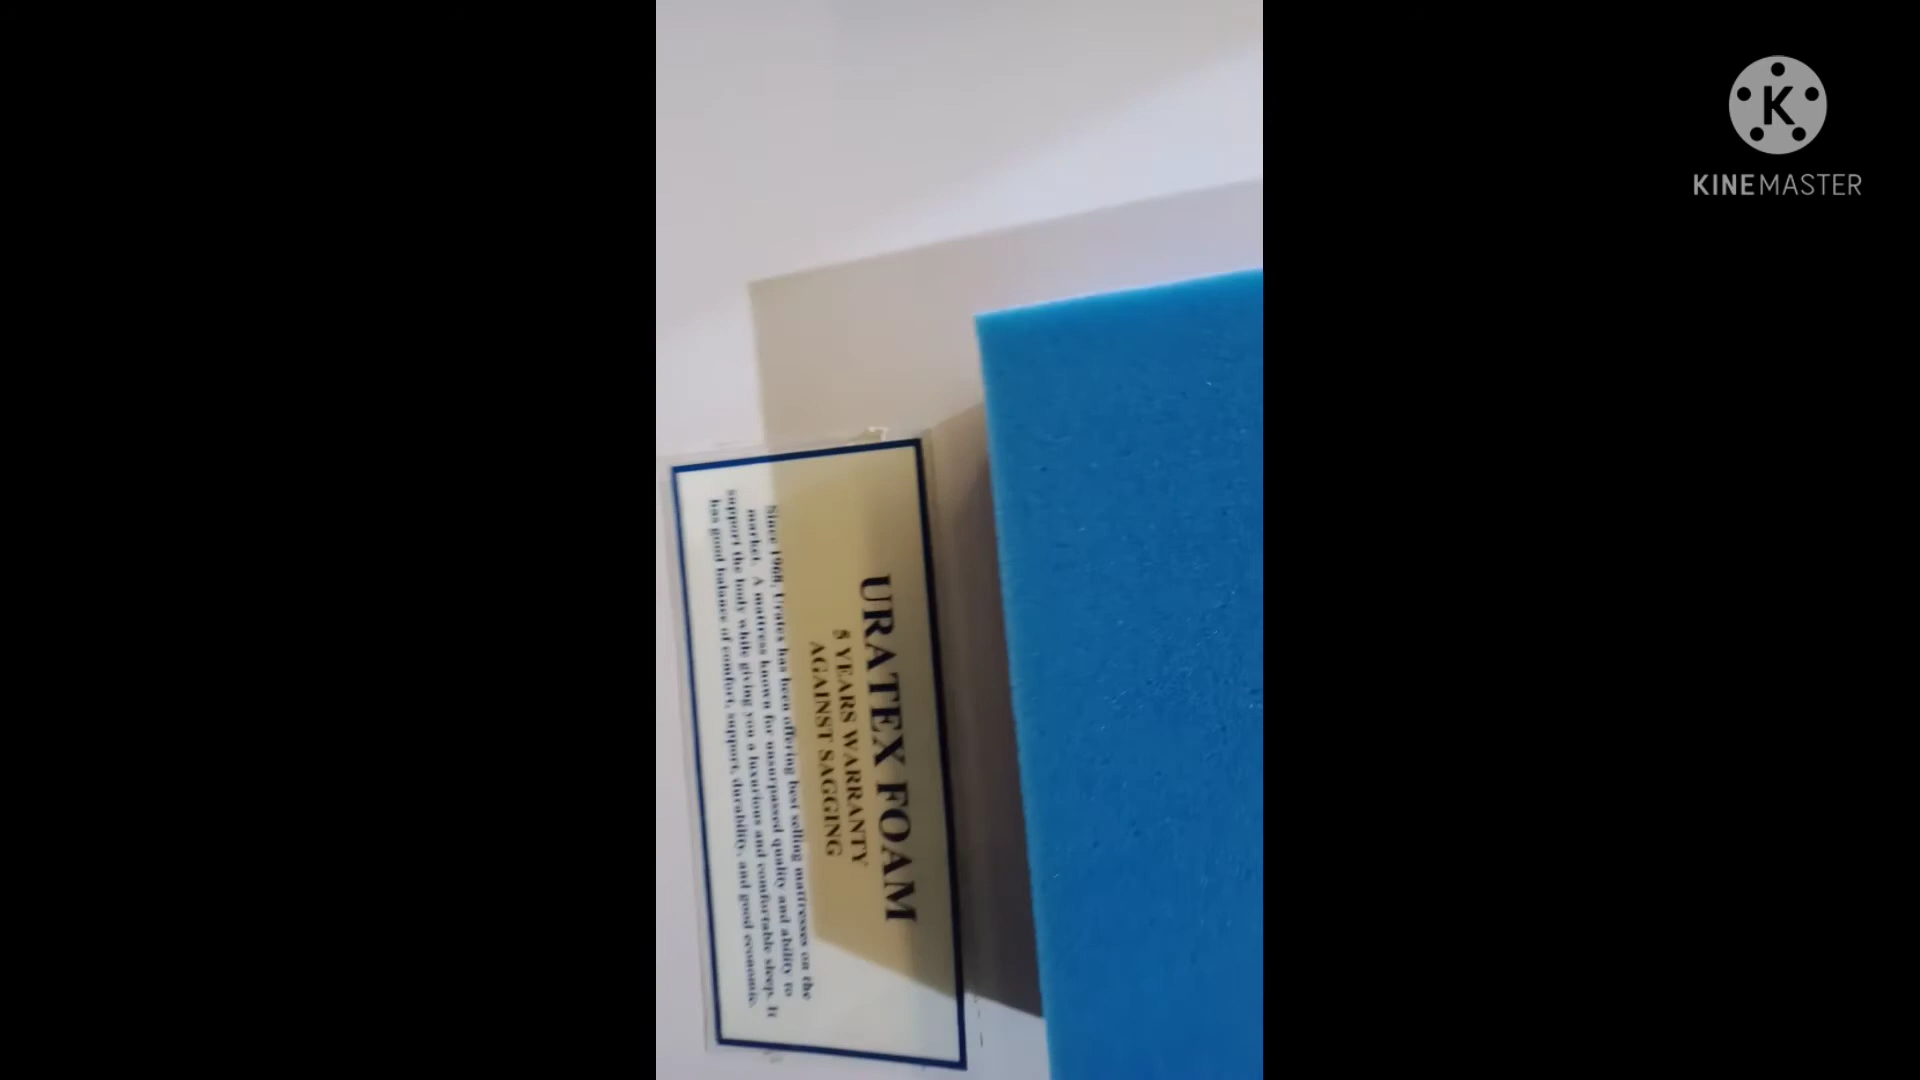 URATEX FOAM
5 YEARS WARRANTY
AGAINST SAGGING
Since 1968, Uratex has been offering best selling mattresses on the
market. A mattress known for unsurpassed quality and ability to
support the body while giving you a luxurious and comfortable sleep. It
has good balance of comfort, support, durability, and good economic.
KINEMASTER